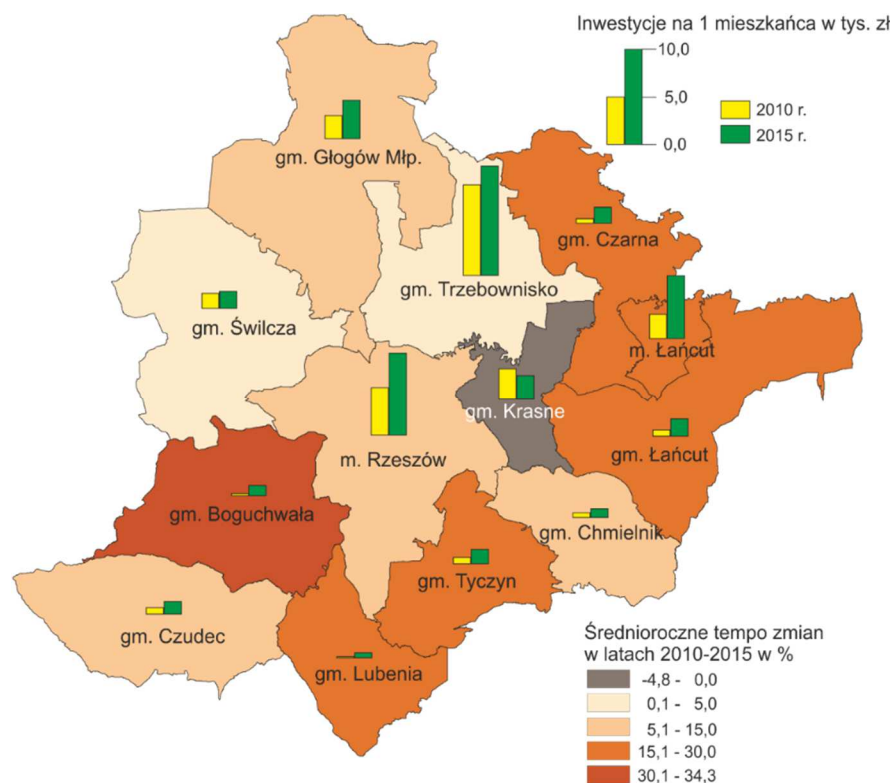 Inwestycje na 1 mieszkańca w tys. zł
10,0
5,0
0,0
2010 r.
2015 r.
gm. Głogów Młp.
gm. Czarna
gm. Trzebownisko
gm. Świlcza
m. Łańcut
gm. Krasne
gm. Łańcut
m. Rzeszów
gm. Boguchwała
gm. Chmielnik
gm. Tyczyn
gm. Czudec
gm. Lubenia
Średnioroczne tempo zmian
w latach 2010-2015 w %
-4,8 - 0,0
0,1 - 5,0
5,1 - 15,0
15,1 - 30,0
30,1 - 34,3